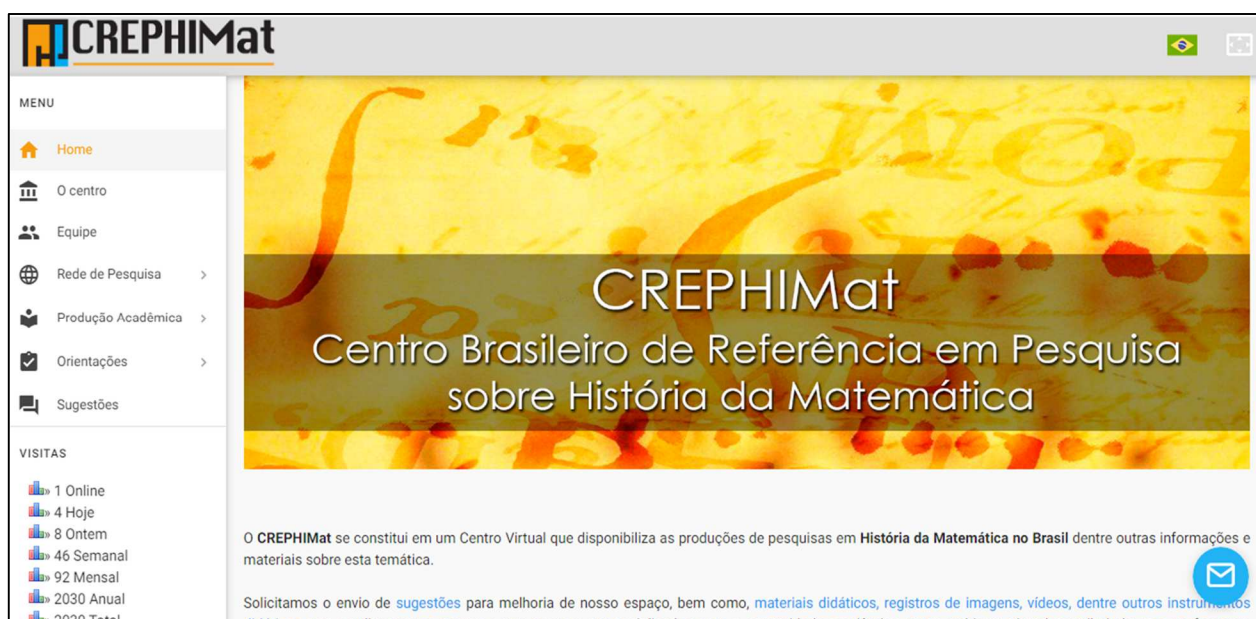 CREPHIMat
MENU
Home
O centro
Equipe
Rede de Pesquisa
Produção Acadêmica
Orientações
Sugestões
VISITAS
1 Online
4 Hoje
8 Ontem
46 Semanal
92 Mensal
2030 Anual
CREPHIMat
Centro Brasileiro de Referência em Pesquisa
sobre História da Matemática
O CREPHIMat se constitui em um Centro Virtual que disponibiliza as produções de pesquisas em História da Matemática no Brasil dentre outras informações e
materiais sobre esta temática.
Solicitamos o envio de sugestões para melhoria de nosso espaço, bem como, materiais didáticos, registros de imagens, vídeos, dentre outros instrumentos